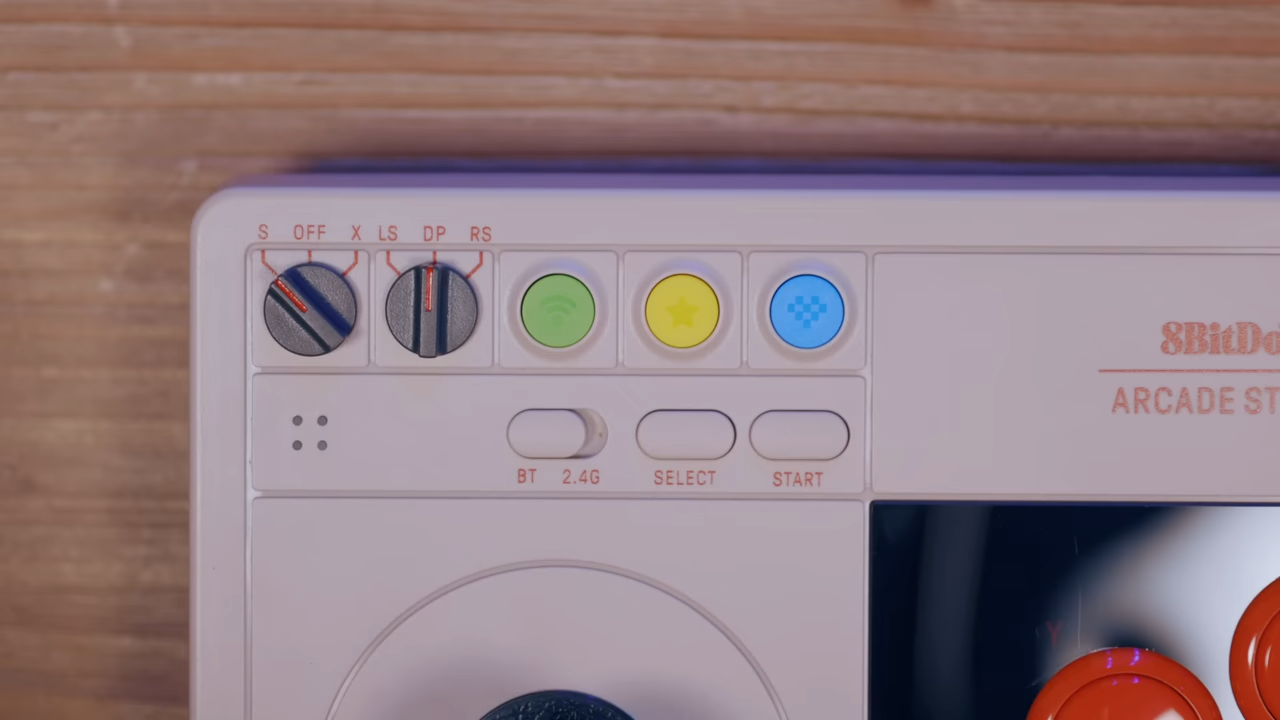 S OFF X LS DP RS
8BitDo
ARCADE ST
BT 2.4G SELECT START
Y